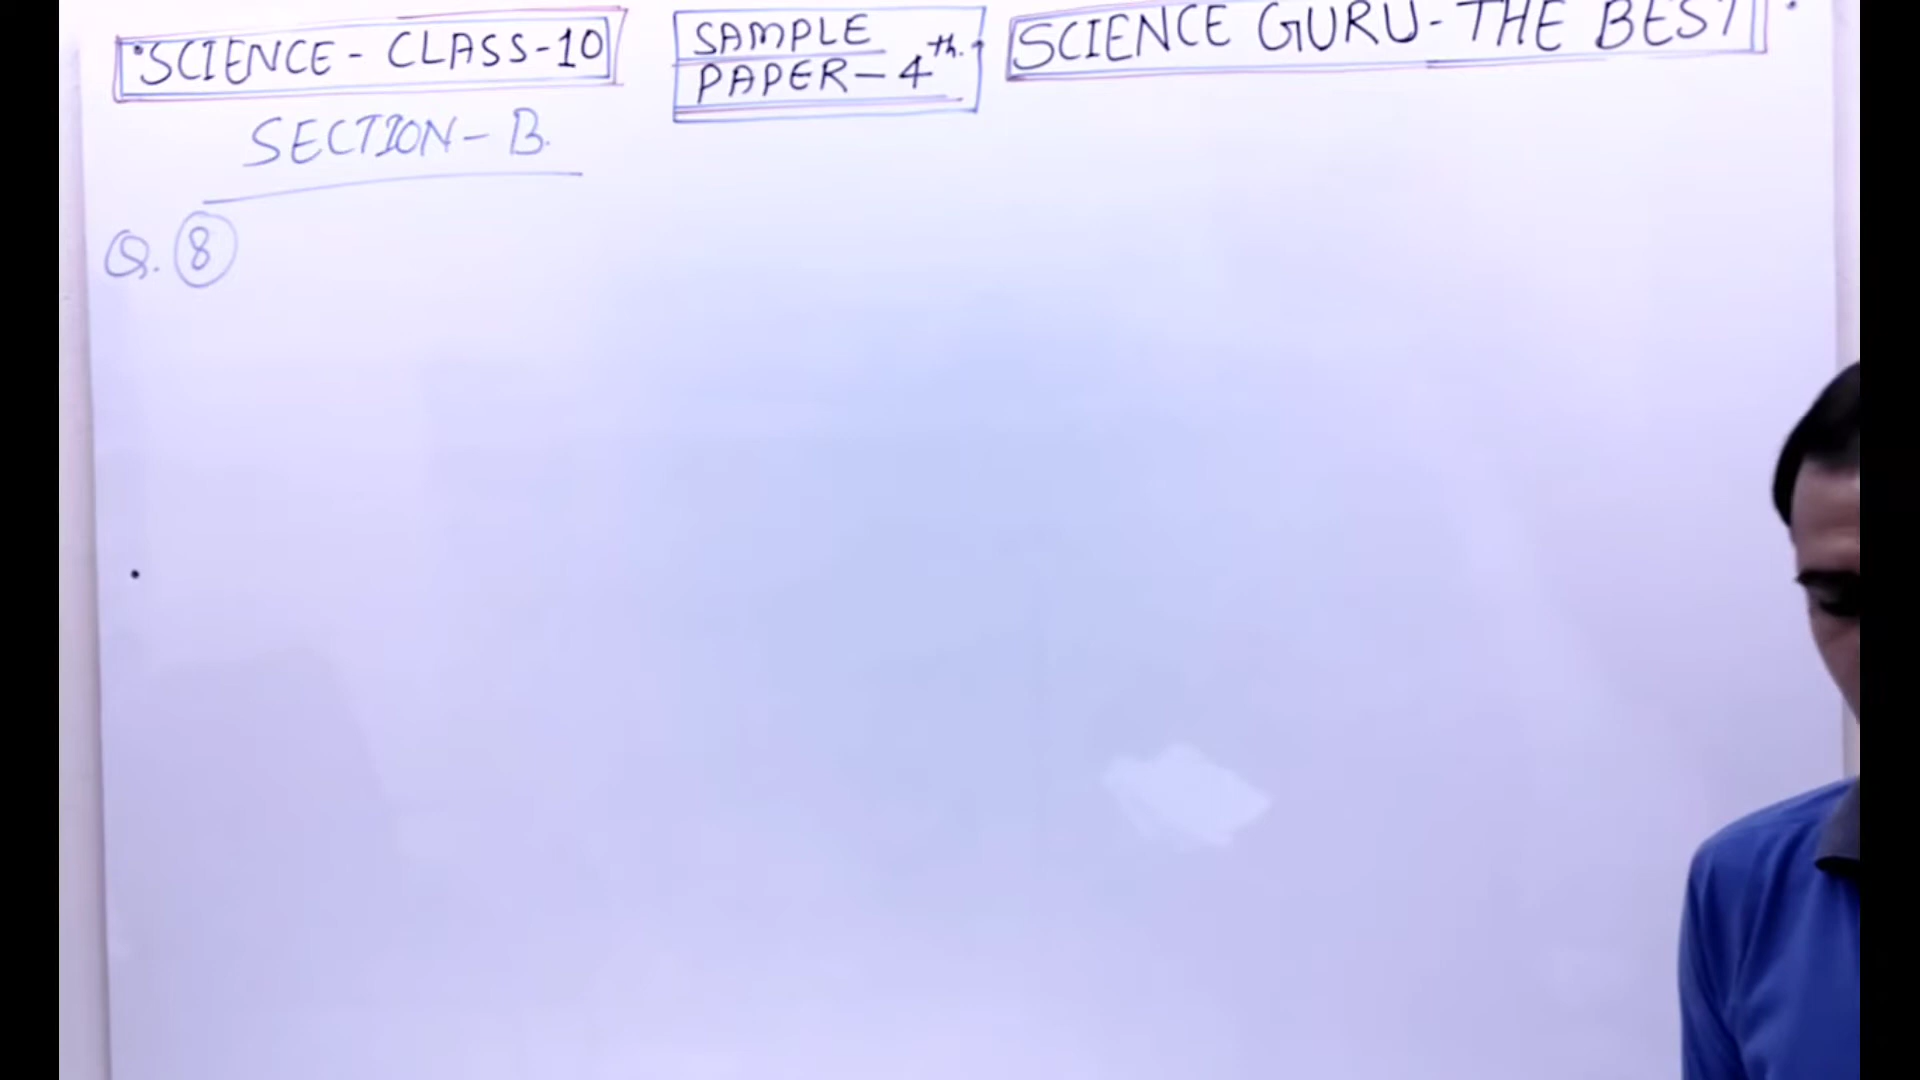 SCIENCE - CLASS-10
SAMPLE
PAPER - 4th.
SCIENCE GURU - THE BEST
SECTION - B.
Q. 8